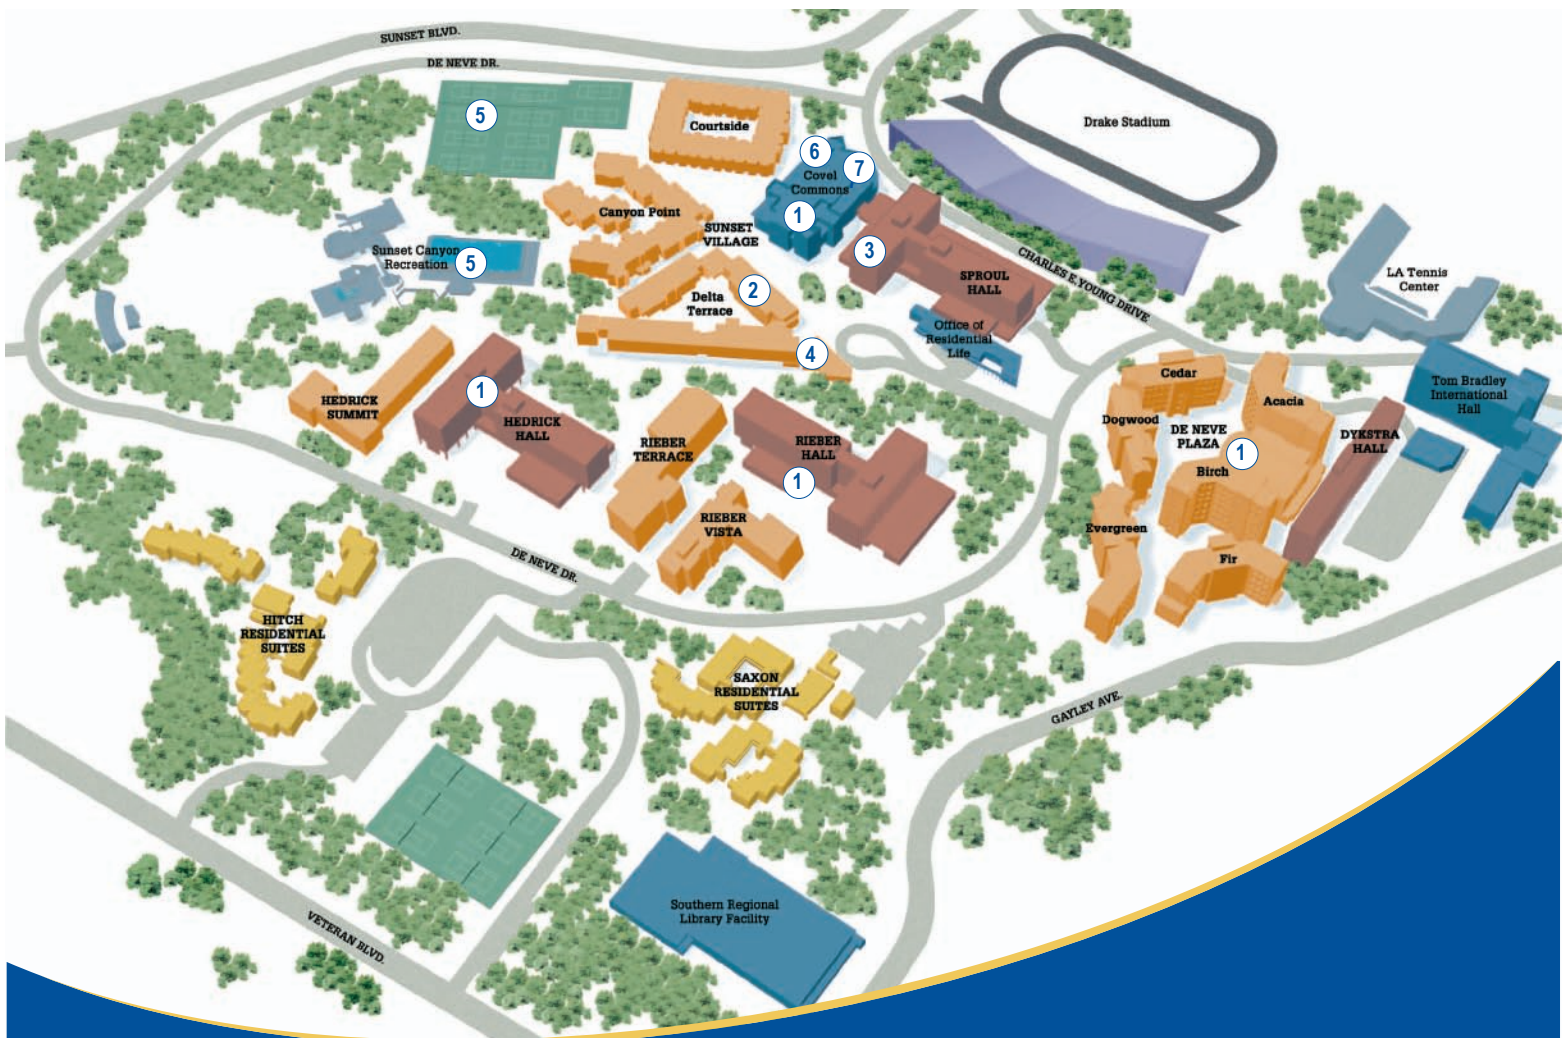 SUNSET BLVD.
DE NEVE DR.
5
Courtside
Drake Stadium
6
7
Covel
Commons
1
Canyon Point
SUNSET
VILLAGE
3
Sunset Canyon
Recreation
5
CHARLES E. YOUNG DRIVE
SPROUL
HALL
LA Tennis
Center
2
Delta
Terrace
Office of
Residential
Life
4
Cedar
Tom Bradley
International
Hall
HEDRICK
SUMMIT
1
HEDRICK
HALL
Acacia
Dogwood
DE NEVE
PLAZA
1
DYKSTRA
HALL
RIEBER
TERRACE
RIEBER
HALL
1
Birch
RIEBER
VISTA
Evergreen
DE NEVE DR.
Fir
HITCH
RESIDENTIAL
SUITES
SAXON
RESIDENTIAL
SUITES
GAYLEY AVE.
VETERAN BLVD.
Southern Regional
Library Facility